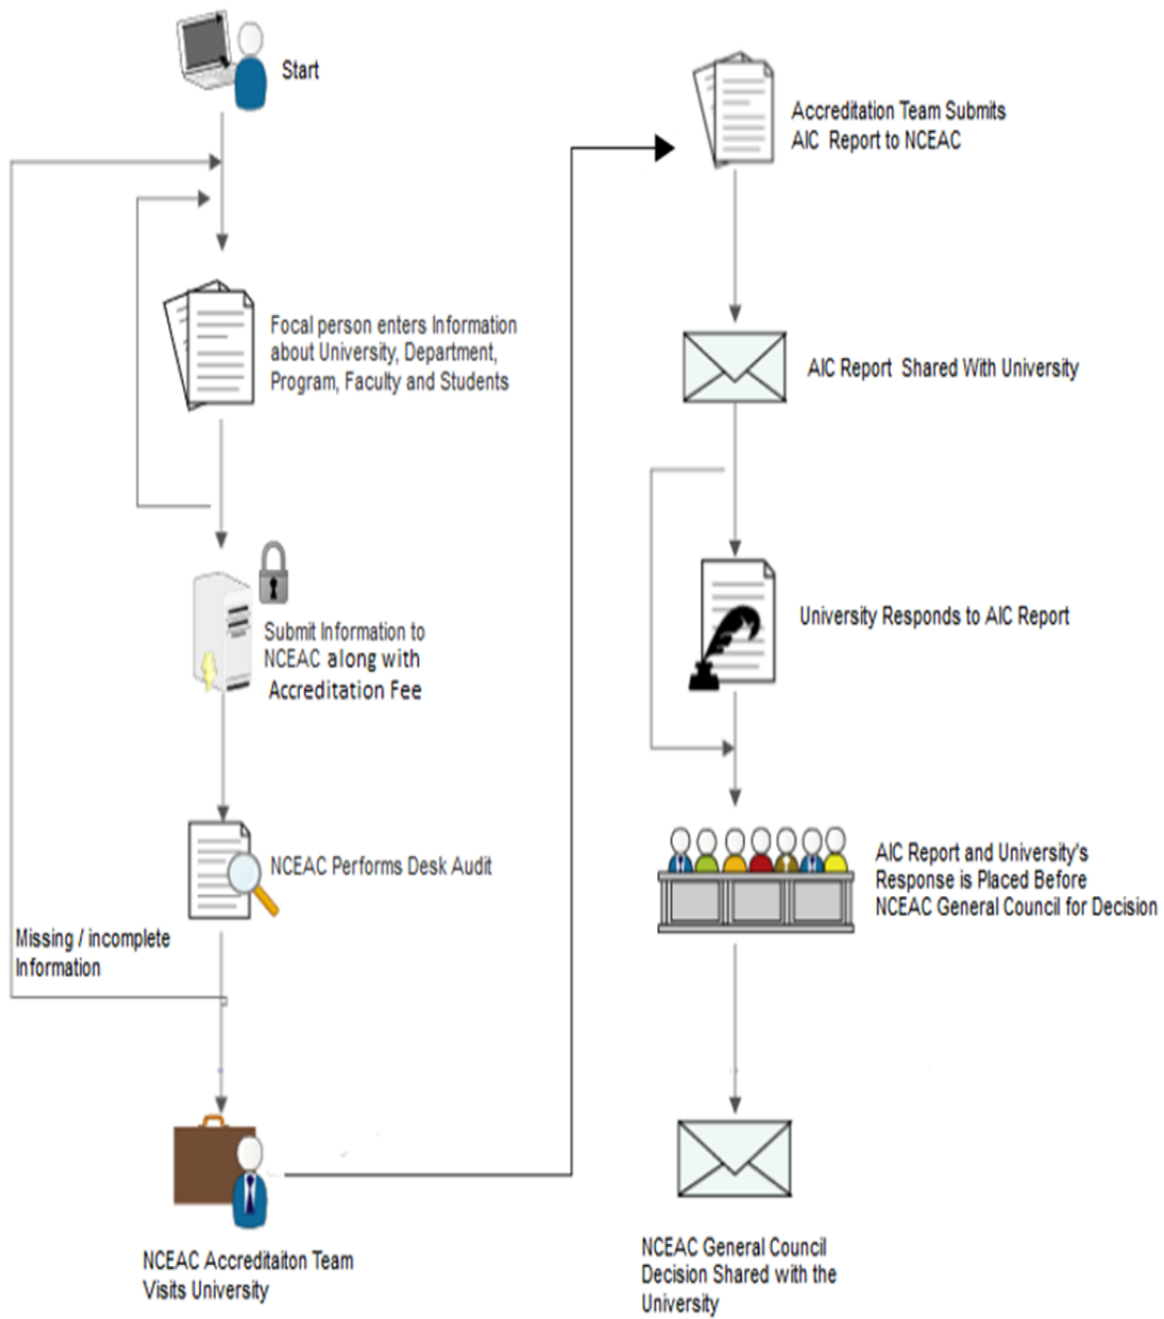 Start
Focal person enters Information
about University, Department,
Program, Faculty and Students
Submit Information to
NCEAC along with
Accreditation Fee
NCEAC Performs Desk Audit
Missing / incomplete
Information
NCEAC Accreditaiton Team
Visits University
Accreditation Team Submits
AIC Report to NCEAC
AIC Report Shared With University
University Responds to AIC Report
AIC Report and University's
Response is Placed Before
NCEAC General Council for Decision
NCEAC General Council
Decision Shared with the
University